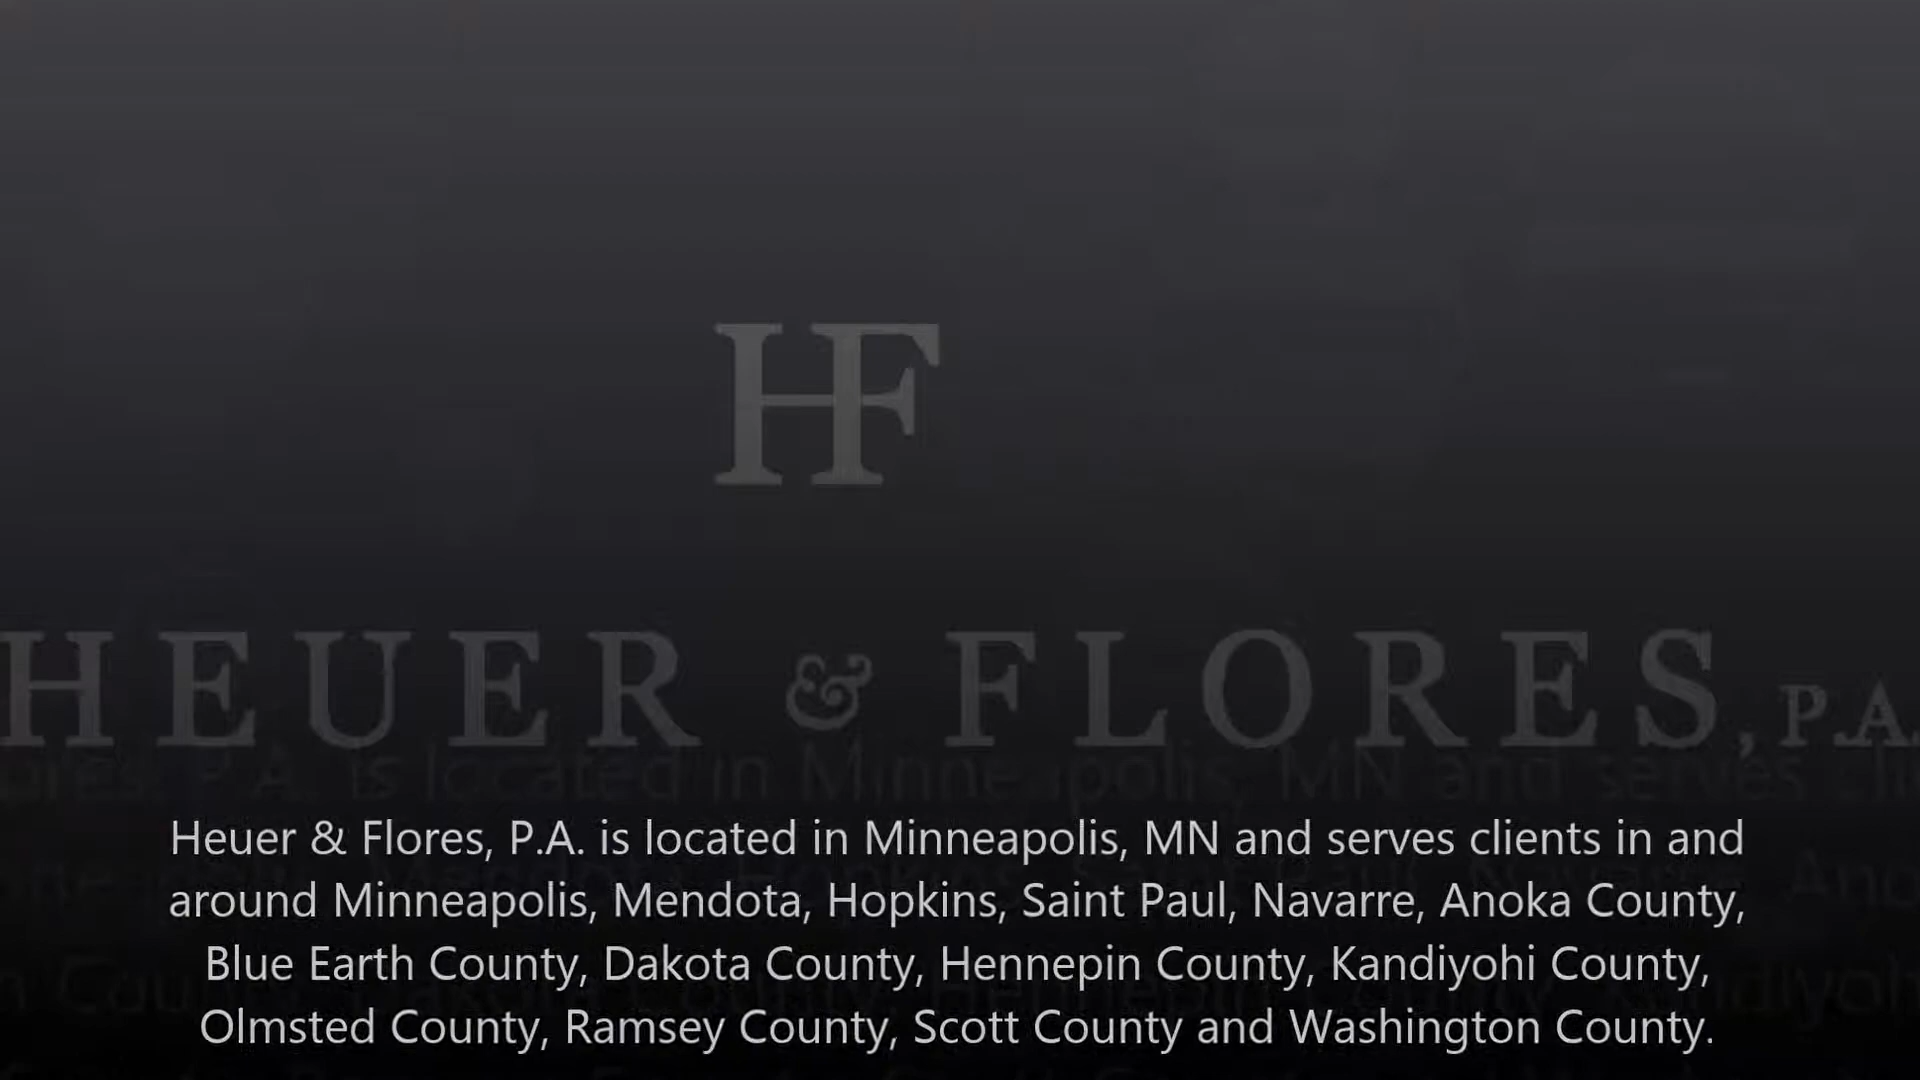 HF
HEUER & FLORES, P.A.
Heuer & Flores, P.A. is located in Minneapolis, MN and serves clients in and
around Minneapolis, Mendota, Hopkins, Saint Paul, Navarre, Anoka County,
Blue Earth County, Dakota County, Hennepin County, Kandiyohi County,
Olmsted County, Ramsey County, Scott County and Washington County.